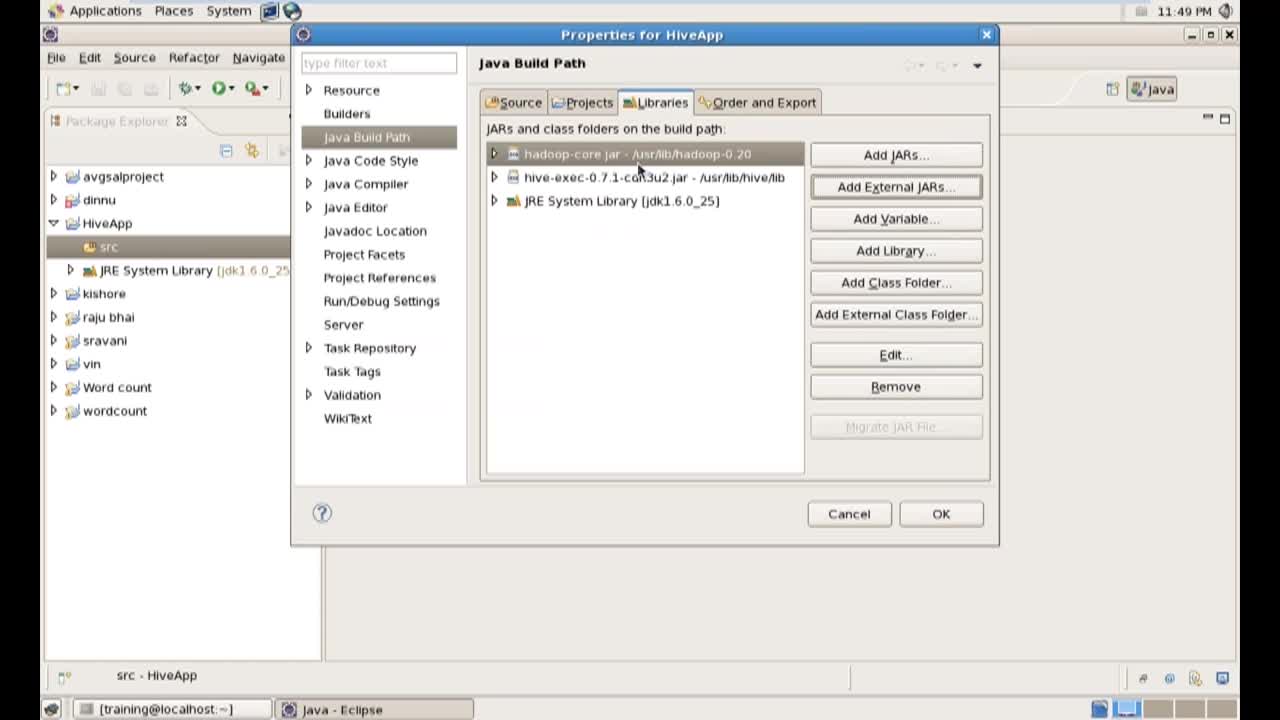 Applications Places System
11:49 PM
Properties for HiveApp
File Edit Source Refactor Navigate
type filter text
Java Build Path
Java
Package Explorer
Resource
Builders
Java Build Path
Java Code Style
Java Compiler
Java Editor
Javadoc Location
Project Facets
Project References
Run/Debug Settings
Server
Task Repository
Task Tags
Validation
WikiText
Source Projects Libraries Order and Export
JARs and class folders on the build path:
hadoop-core.jar - /usr/lib/hadoop-0.20
hive-exec-0.7.1-cdh3u2.jar - /usr/lib/hive/lib
JRE System Library [jdk1.6.0_25]
Add JARs...
Add External JARs...
Add Variable...
Add Library...
Add Class Folder...
Add External Class Folder...
Edit...
Remove
Migrate JAR File...
Cancel OK
avgsalproject
dinnu
HiveApp
src
JRE System Library [jdk1.6.0_25
kishore
raju bhai
sravani
vin
Word count
wordcount
src - HiveApp
[training@localhost:~]
Java - Eclipse